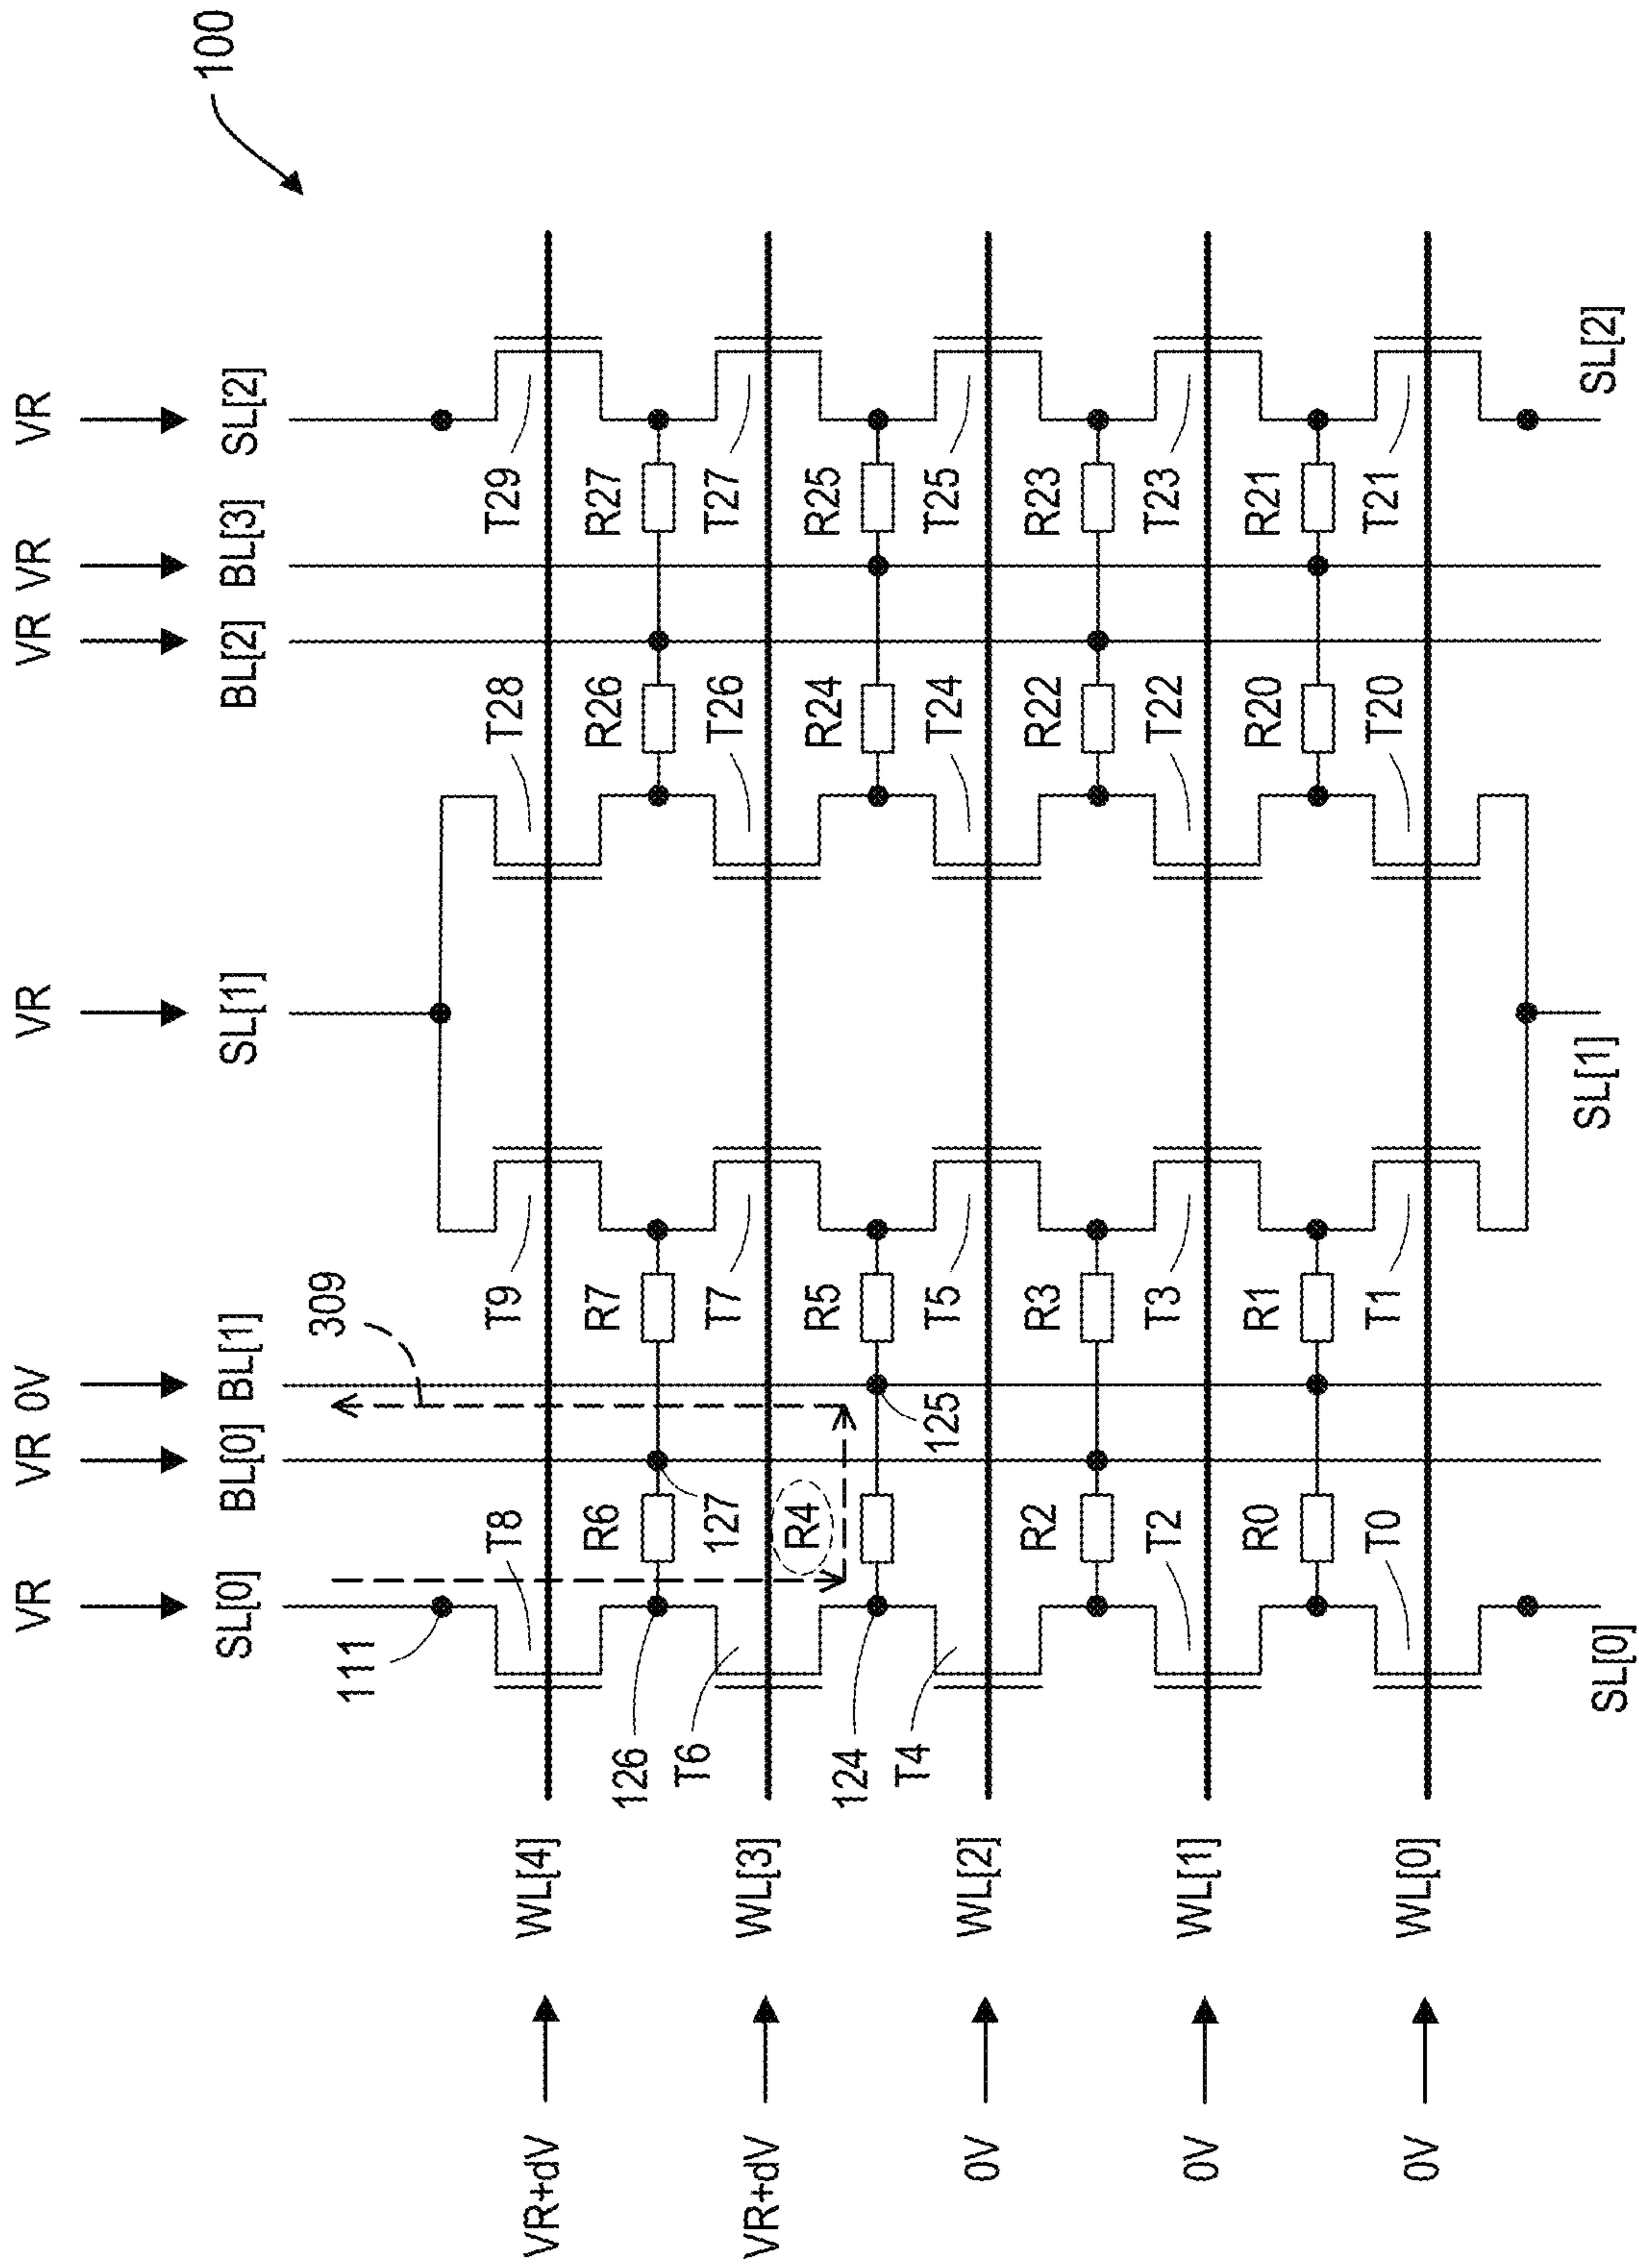 100
VR VR VR VR VR VR 0V
SL[0] BL[0] BL[1] SL[1] BL[2] BL[3] SL[2]
111 309
T8 T9 T28 T29
VR+dV WL[4]
126 R6 127 R7 R26 R27
T6 T7 T26 T27
VR+dV WL[3]
R4
124 125 R5 R24 R25
T4 T5 T24 T25
0V WL[2]
R2 R3 R22 R23
T2 T3 T22 T23
0V WL[1]
R0 R1 R20 R21
T0 T1 T20 T21
0V WL[0]
SL[0] SL[1] SL[2]